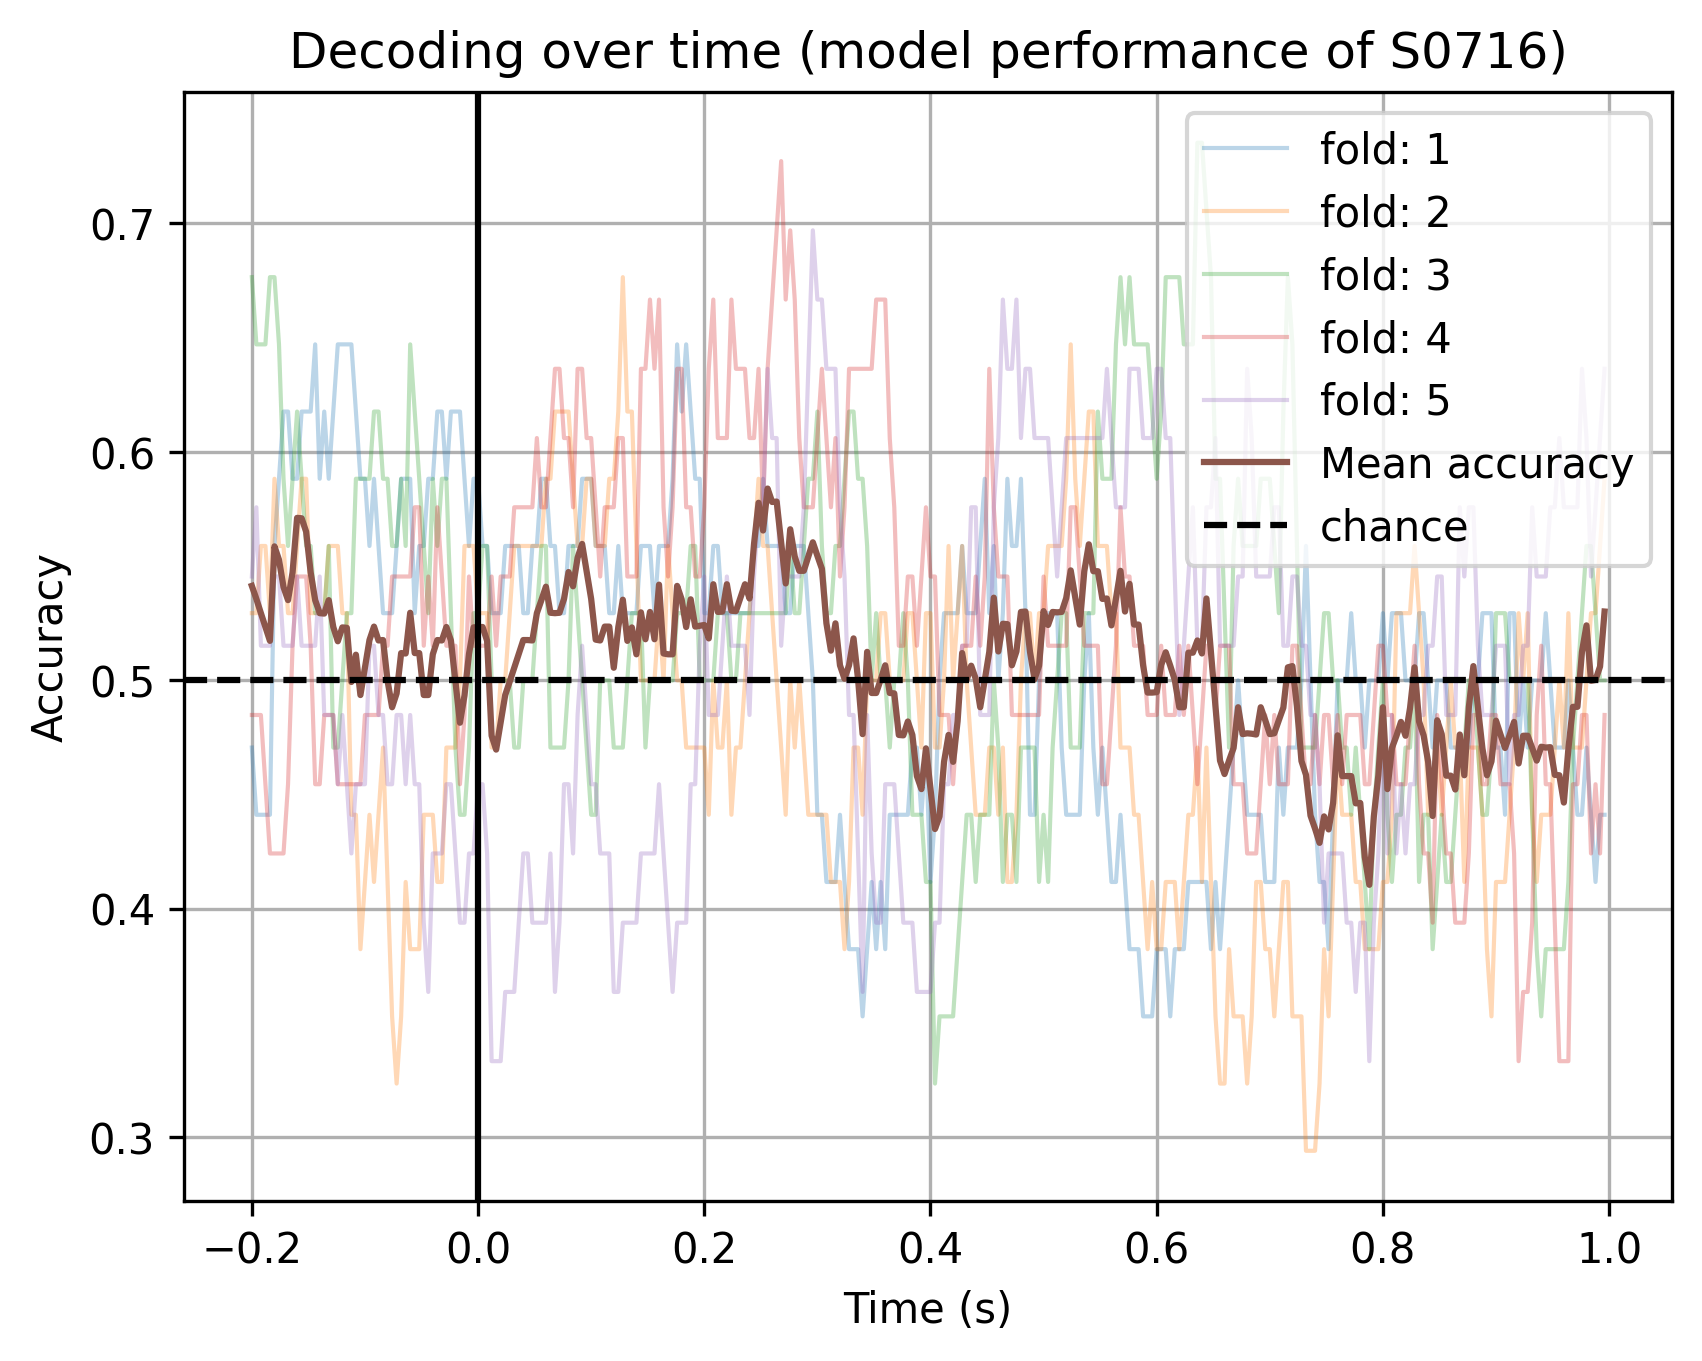 Decoding over time (model performance of S0716)
Accuracy
0.7
0.6
0.5
0.4
0.3
fold: 1
fold: 2
fold: 3
fold: 4
fold: 5
Mean accuracy
chance
−0.2 0.0 0.2 0.4 0.6 0.8 1.0
Time (s)